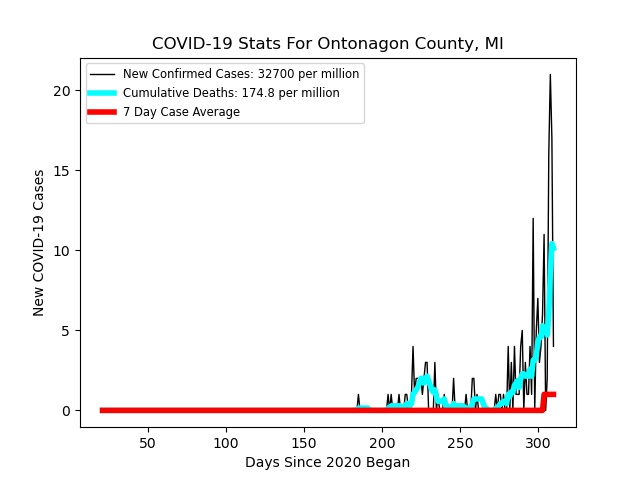 COVID-19 Stats For Ontonagon County, MI
New Confirmed Cases: 32700 per million
Cumulative Deaths: 174.8 per million
7 Day Case Average
20
15
10
5
0
New COVID-19 Cases
50 100 150 200 250 300
Days Since 2020 Began